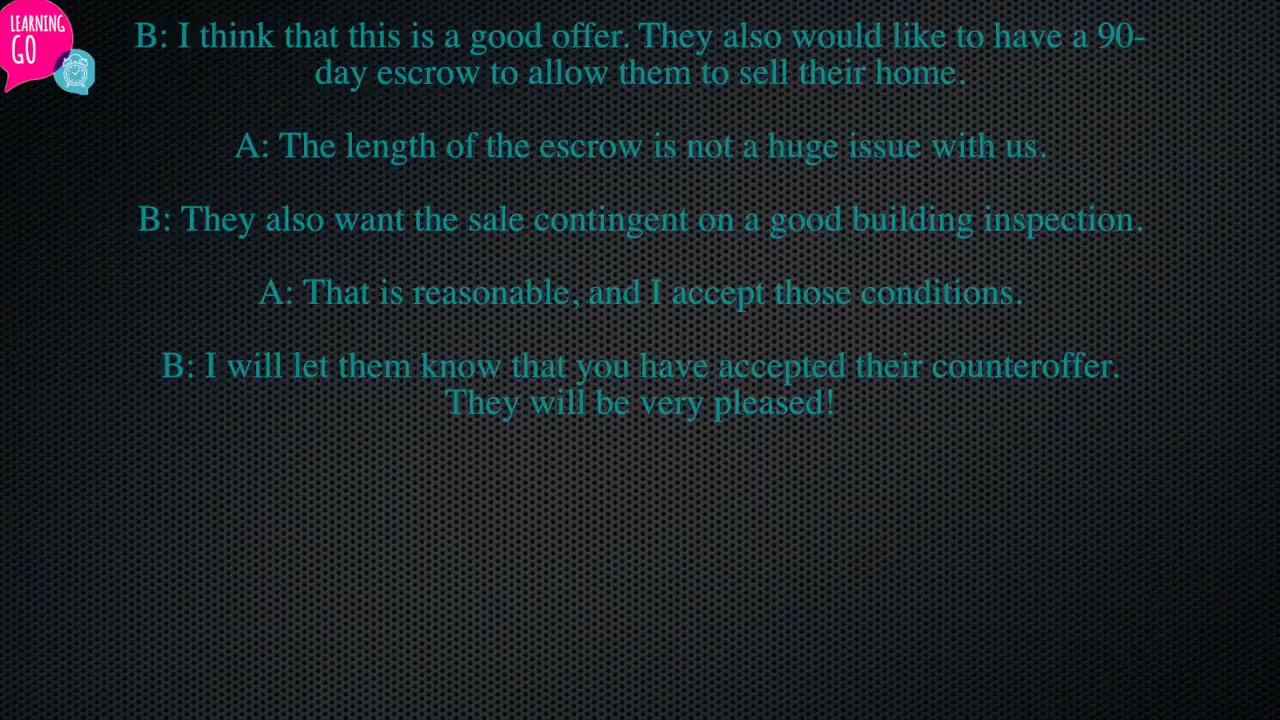 LEARNING
GO
B: I think that this is a good offer. They also would like to have a 90-
day escrow to allow them to sell their home.
A: The length of the escrow is not a huge issue with us.
B: They also want the sale contingent on a good building inspection.
A: That is reasonable, and I accept those conditions.
B: I will let them know that you have accepted their counteroffer.
They will be very pleased!